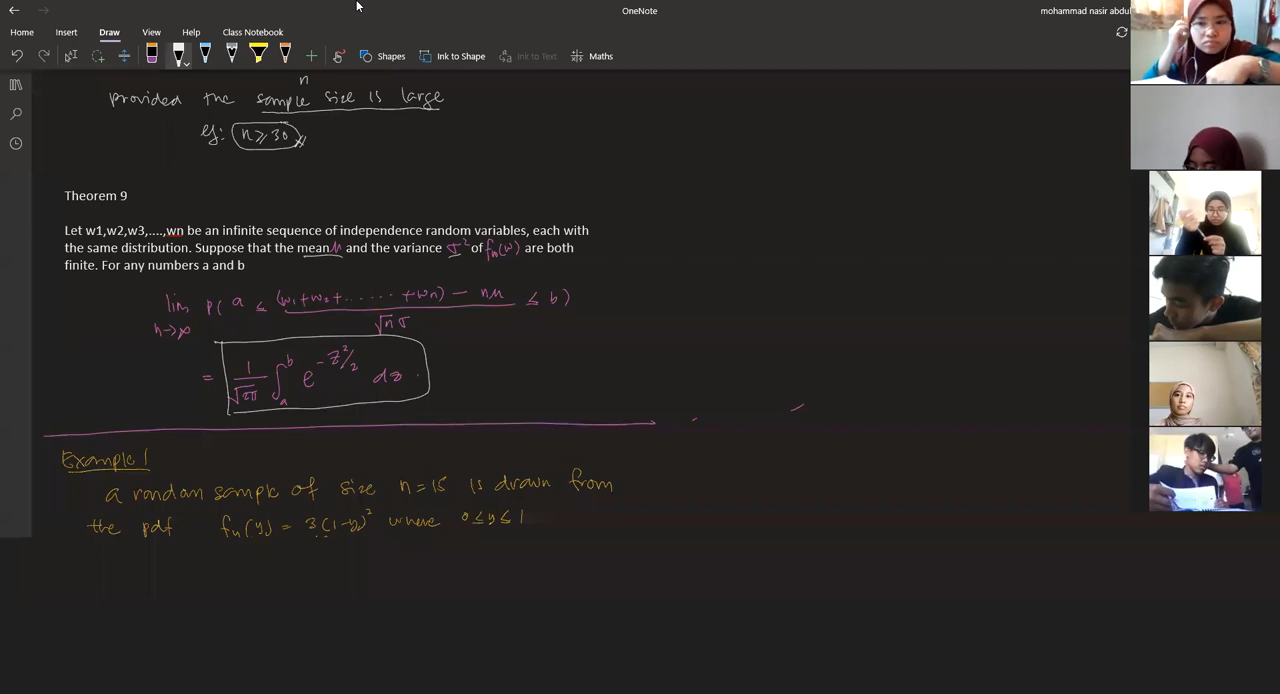 OneNote
mohammad nasir abdul
Home Insert Draw View Help Class Notebook
Shapes Ink to Shape Ink to Text Maths
n
provided the sample size is large
eg: n ≥ 30
Theorem 9
Let w1,w2,w3,....,wn be an infinite sequence of independence random variables, each with
the same distribution. Suppose that the mean μ and the variance σ² of fn(w) are both
finite. For any numbers a and b
lim n→∞ P( a ≤ (w1+w2+......+wn) − nμ / √n σ ≤ b)
= 1/√2π ∫ₐᵇ e^−z²/2 dz.
Example 1
a random sample of size n=15 is drawn from
the pdf fy(y) = 3(1−y)² where 0≤y≤1